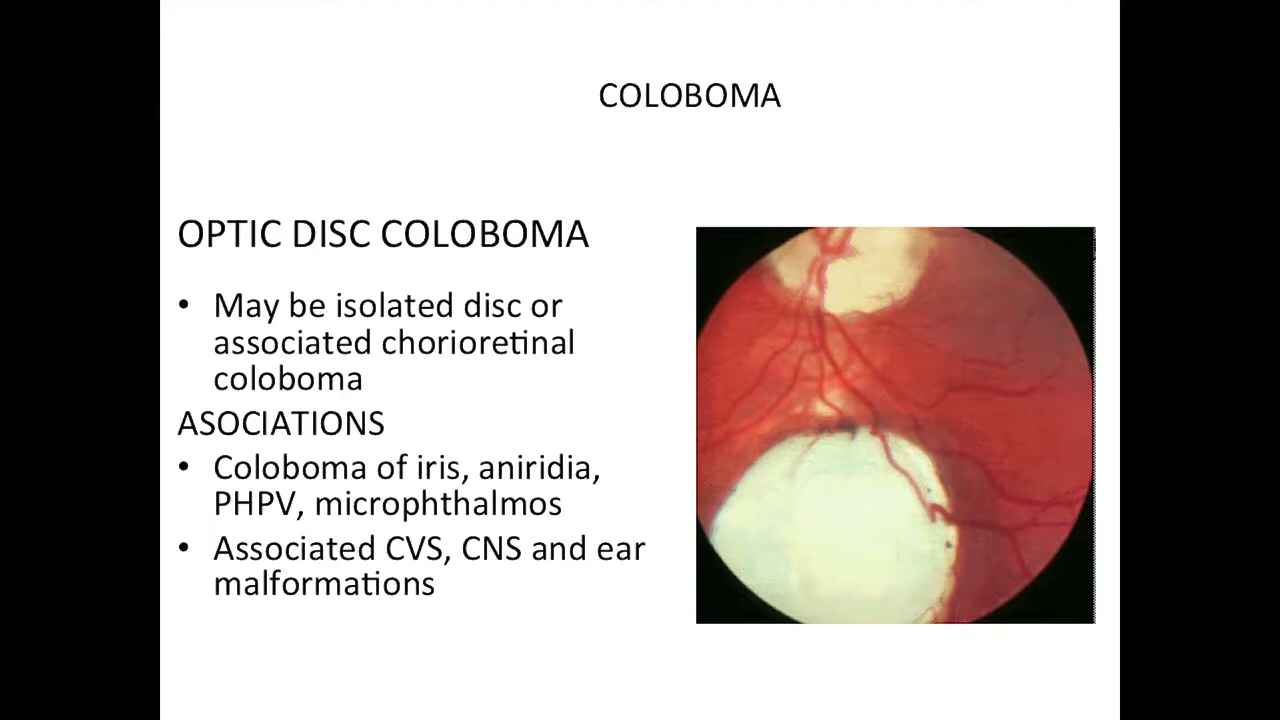 COLOBOMA
OPTIC DISC COLOBOMA
• May be isolated disc or
associated chorioretinal
coloboma
ASOCIATIONS
• Coloboma of iris, aniridia,
PHPV, microphthalmos
• Associated CVS, CNS and ear
malformations